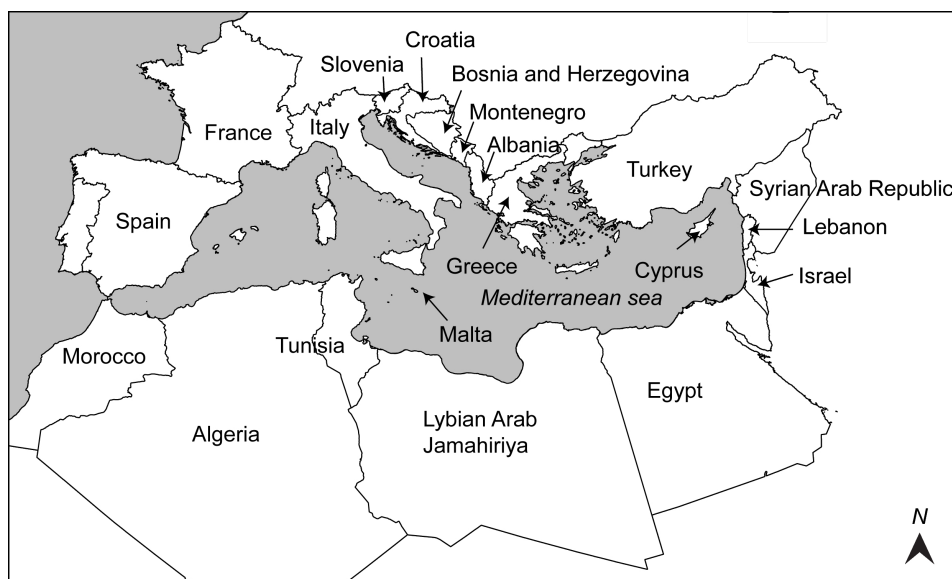 Croatia
Slovenia
Bosnia and Herzegovina
Montenegro
France
Italy
Albania
Turkey
Syrian Arab Republic
Spain
Lebanon
Greece
Cyprus
Israel
Mediterranean sea
Malta
Morocco
Tunisia
Egypt
Lybian Arab
Jamahiriya
Algeria
N